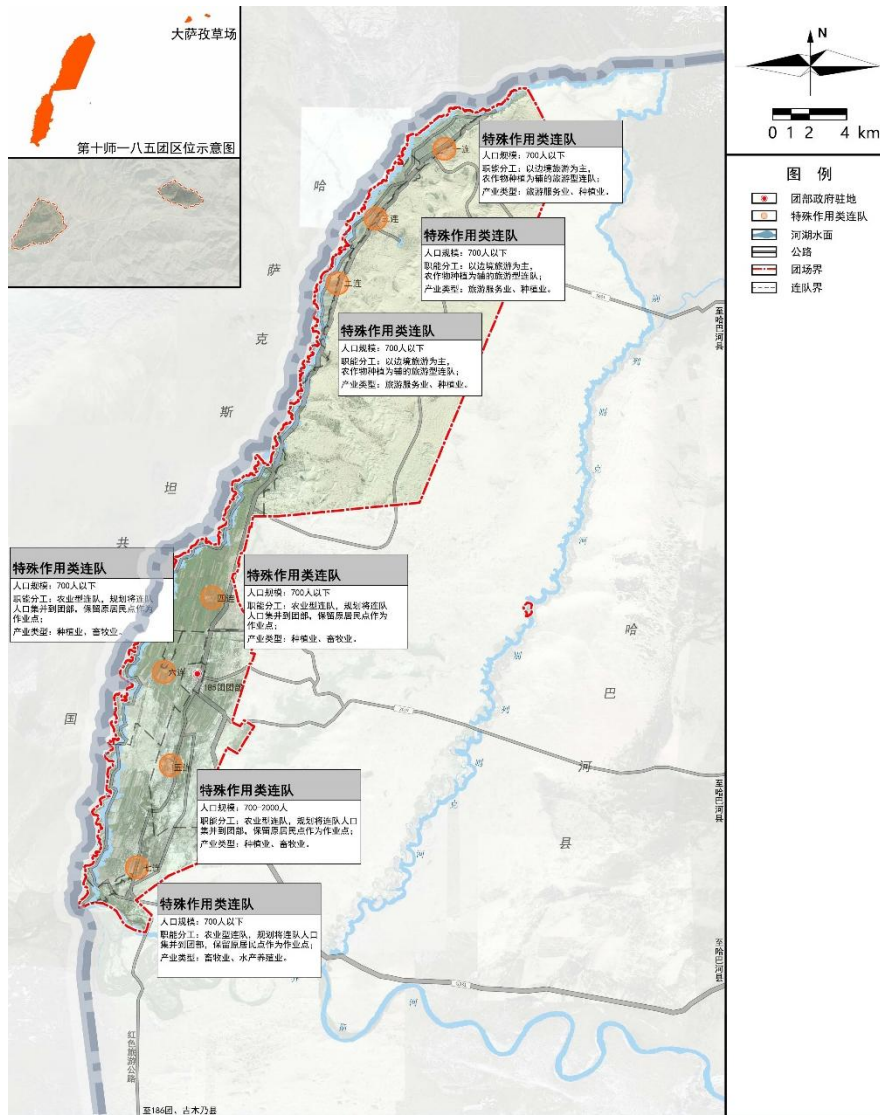 大萨孜草场
第十师一八五团区位示意图
N
0 1 2 4 km
图 例
团部政府驻地
特殊作用类连队
河湖水面
公路
团场界
连队界
哈
萨
克
斯
坦
共
国
一连
特殊作用类连队
人口规模：700人以下
职能分工：以边境旅游为主，
农作物种植为辅的旅游型连队；
产业类型：旅游服务业、种植业。
特殊作用类连队
人口规模：700人以下
职能分工：以边境旅游为主，
农作物种植为辅的旅游型连队；
产业类型：旅游服务业、种植业。
二连
特殊作用类连队
人口规模：700人以下
职能分工：以边境旅游为主，
农作物种植为辅的旅游型连队；
产业类型：旅游服务业、种植业。
至哈巴河县
特殊作用类连队
人口规模：700人以下
职能分工：农业型连队，规划将连队
人口集并到团部，保留原居民点作为
作业点；
产业类型：种植业、畜牧业。
特殊作用类连队
人口规模：700人以下
职能分工：农业型连队，规划将连队
人口集并到团部，保留原居民点作为
作业点；
产业类型：种植业、畜牧业。
四连
六连
185团团部
哈
巴
河
县
至哈巴河县
特殊作用类连队
人口规模：700-2000人
职能分工：农业型连队，规划将连队人口
集并到团部，保留原居民点作为作业点；
产业类型：种植业、畜牧业。
七连
特殊作用类连队
人口规模：700人以下
职能分工：农业型连队，规划将连队人口
集并到团部，保留原居民点作为作业点；
产业类型：畜牧业、水产养殖业。
至哈巴河县
红色旅游公路
至186团、吉木乃县